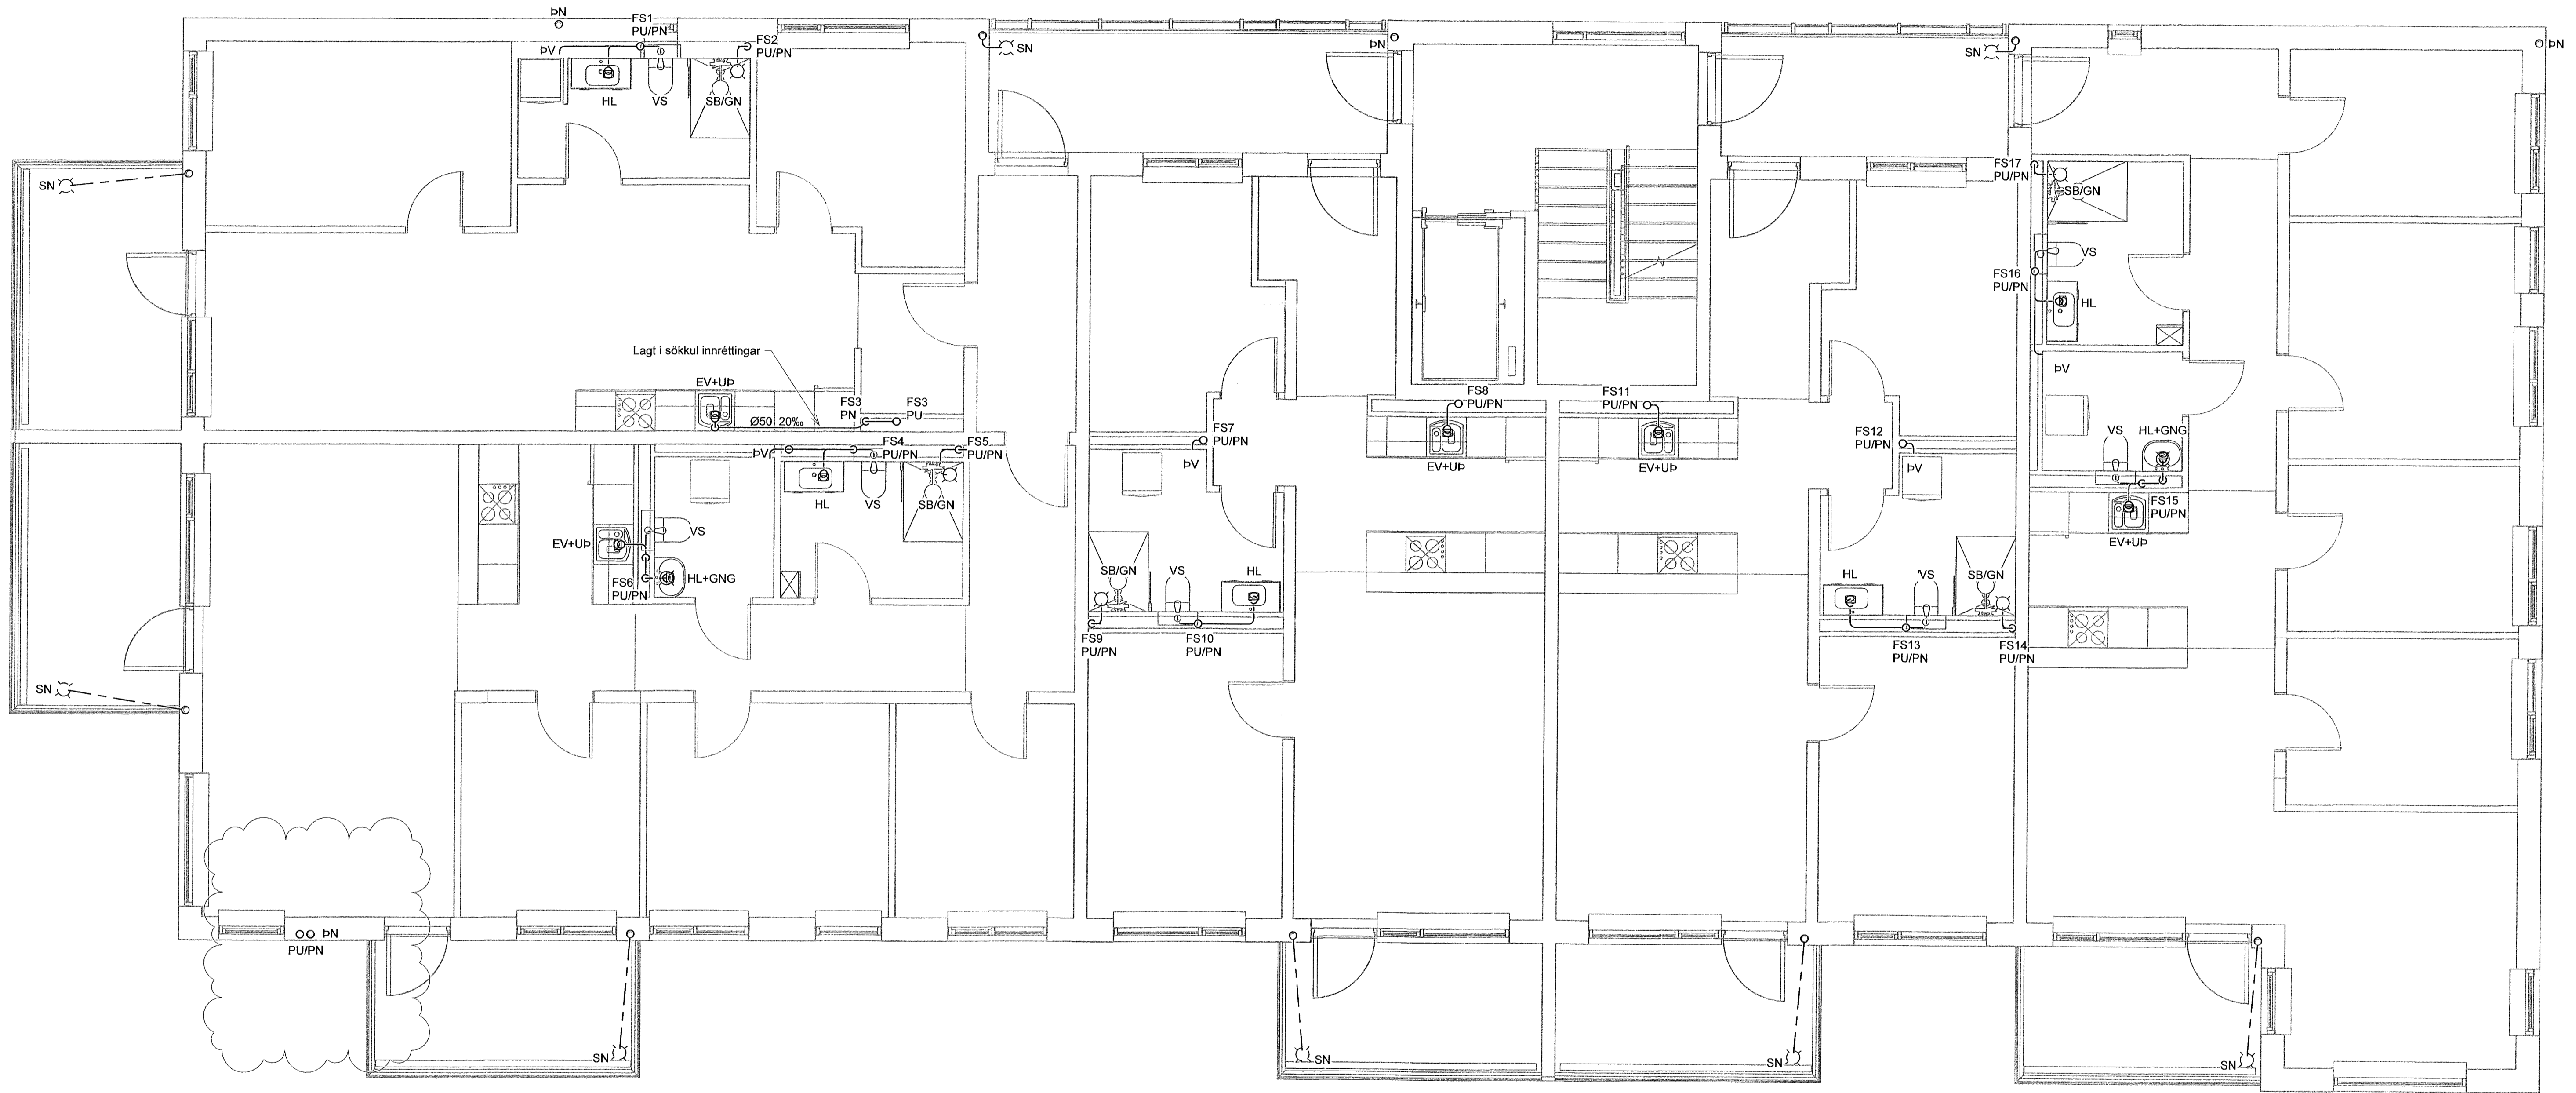 ÞN
FS1
PU/PN
ÞV
FS2
PU/PN
HL
VS
SB/GN
SN
ÞN
SN
ÞN
SN
FS17
PU/PN
SB/GN
VS
FS16
PU/PN
HL
ÞV
Lagt í sökkul innréttingar
EV+UÞ
Ø50 20‰
FS3
PN
FS3
PU
FS8
PU/PN
FS11
PU/PN
FS7
PU/PN
ÞV
EV+UÞ
EV+UÞ
FS12
PU/PN
ÞV
VS
HL+GNG
FS15
PU/PN
EV+UÞ
ÞV
FS4
PU/PN
FS5
PU/PN
HL
VS
SB/GN
EV+UÞ
VS
HL+GNG
FS6
PU/PN
SB/GN
VS
HL
FS9
PU/PN
FS10
PU/PN
HL
VS
SB/GN
FS13
PU/PN
FS14
PU/PN
SN
ÞN
PU/PN
SN
SN
SN
SN